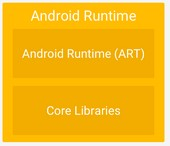 Android Runtime
Android Runtime (ART)
Core Libraries